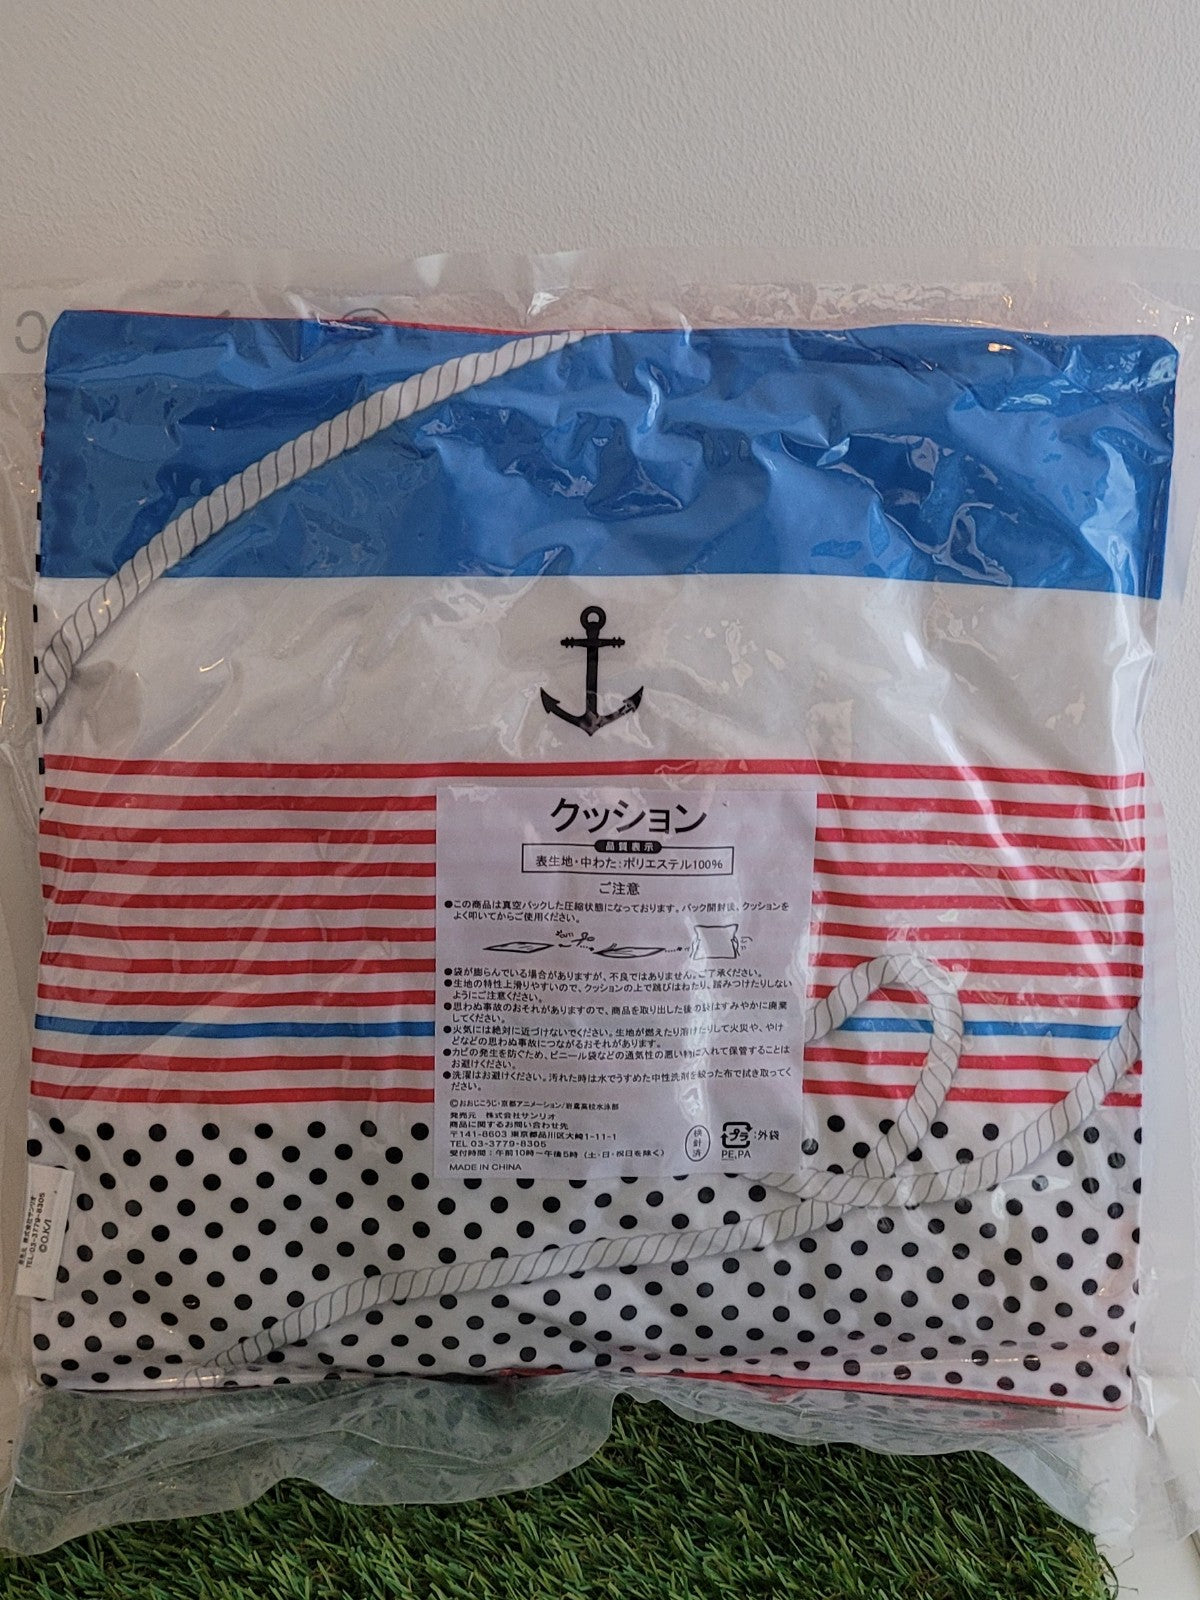 クッション
品質表示
表生地・中わた：ポリエステル100%
ご注意
●この商品は真空パックした圧縮状態になっております。パック開封後、クッションを
よく叩いてからご使用ください。
●袋が膨らんでいる場合がありますが、不良ではありません。ご了承ください。
●生地の特性上滑りやすいので、クッションの上で跳びはねたり、踏みつけたりしない
ようにご注意ください。
●思わぬ事故のおそれがありますので、商品を取り出した後の袋はすみやかに廃棄
してください。
●火気には絶対に近づけないでください。生地が燃えたり溶けたりして火災や、やけ
どなどの思わぬ事故につながるおそれがあります。
●カビの発生を防ぐため、ビニール袋などの通気性の悪い物に入れて保管することは
お避けください。
●洗濯はお避けください。汚れた時は水でうすめた中性洗剤を絞った布で拭き取ってく
ださい。
©おおじこうじ・京都アニメーション/岩鳶高校水泳部
発売元 株式会社サンリオ
商品に関するお問い合わせ先
〒141-8603 東京都品川区大崎1-11-1
TEL 03-3779-8305
受付時間：午前10時〜午後5時（土・日・祝日を除く）
MADE IN CHINA
検針済
プラ：外袋
PE,PA
発売元 株式会社サンリオ
TEL:03-3779-8305
©O,K/I